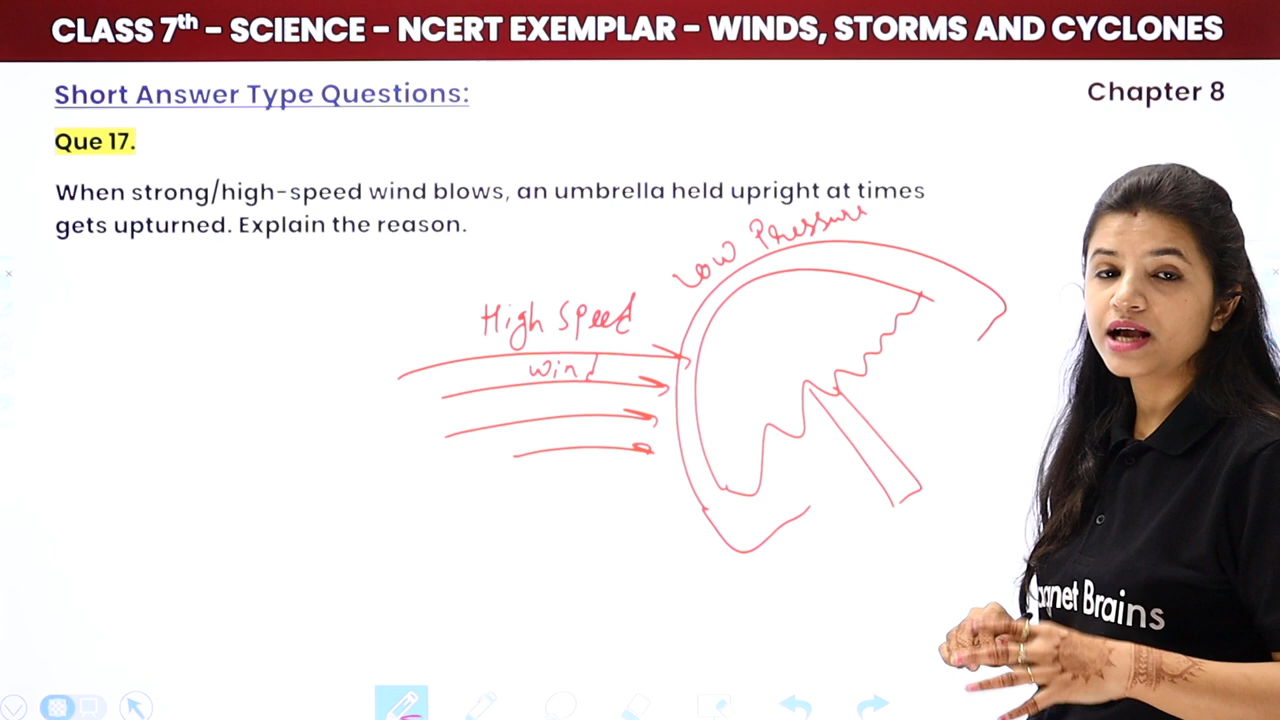 CLASS 7th - SCIENCE - NCERT EXEMPLAR - WINDS, STORMS AND CYCLONES
Short Answer Type Questions:
Chapter 8
Que 17.
When strong/high-speed wind blows, an umbrella held upright at times
gets upturned. Explain the reason.
Low Pressure
High Speed
wind
agnet Brains